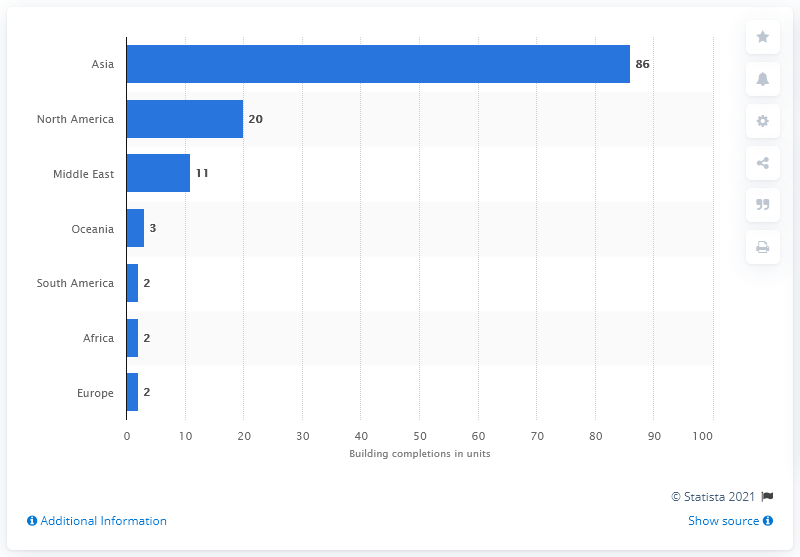 Asia 86
North America 20
Middle East 11
Oceania 3
South America 2
Africa 2
Europe 2
0 10 20 30 40 50 60 70 80 90 100
Building completions in units
© Statista 2021
Additional Information
Show source